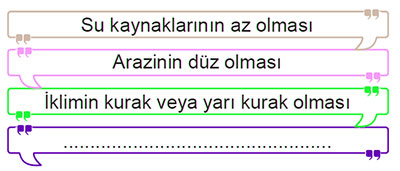 Su kaynaklarının az olması
Arazinin düz olması
İklimin kurak veya yarı kurak olması
...................................................